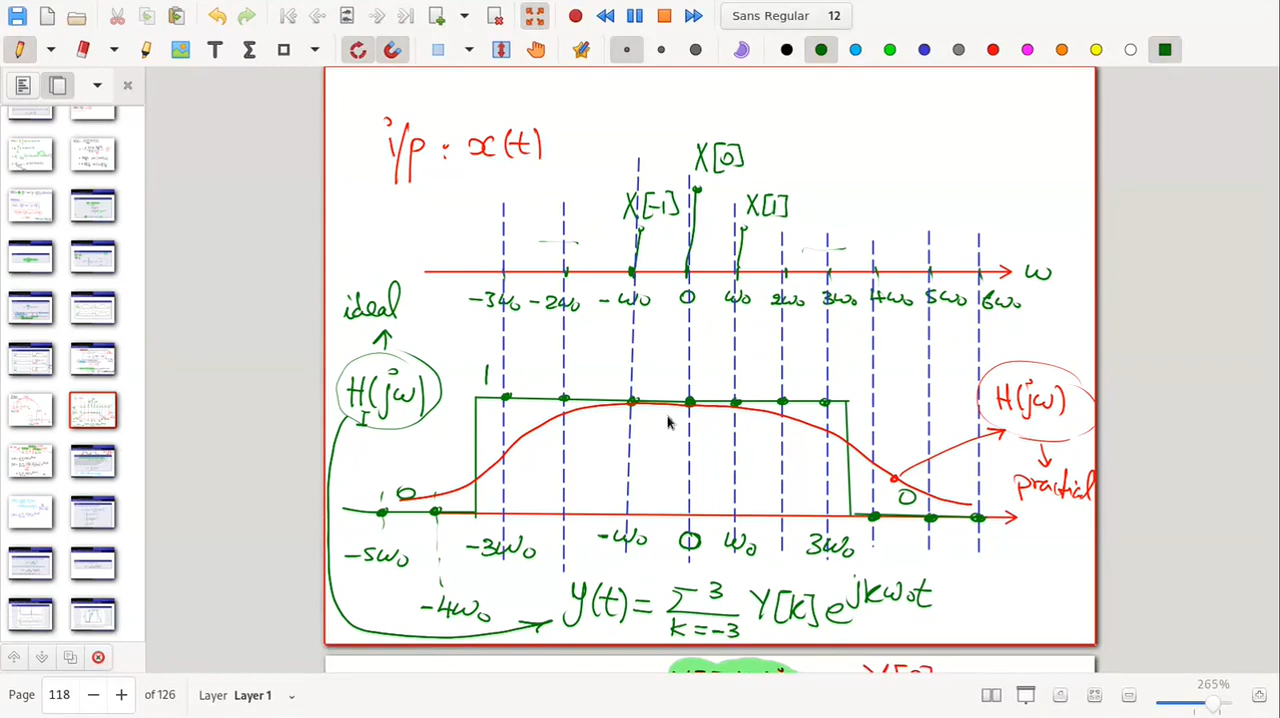 Sans Regular 12
i/p : x(t)
X[0]
X[-1] X[1]
ω
-3ω₀ -2ω₀ -ω₀ 0 ω₀ 2ω₀ 3ω₀ 4ω₀ 5ω₀ 6ω₀
ideal
1
H(jω) H(jω)
practial
0 0
-5ω₀ -3ω₀ -ω₀ 0 ω₀ 3ω₀
-4ω₀ y(t) = Σ 3 k=-3 Y[k] e^jkω₀t
265%
Page 118 of 126 Layer Layer 1